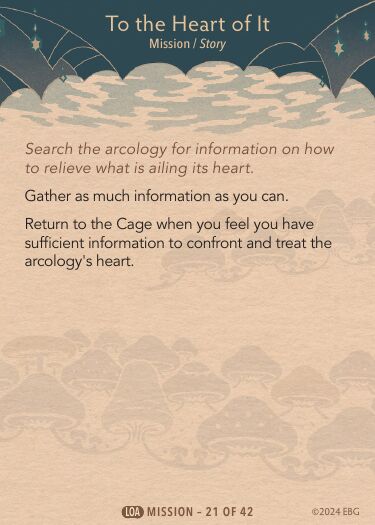 To the Heart of It
Mission / Story
Search the arcology for information on how
to relieve what is ailing its heart.
Gather as much information as you can.
Return to the Cage when you feel you have
sufficient information to confront and treat the
arcology's heart.
LOA MISSION – 21 OF 42
©2024 EBG